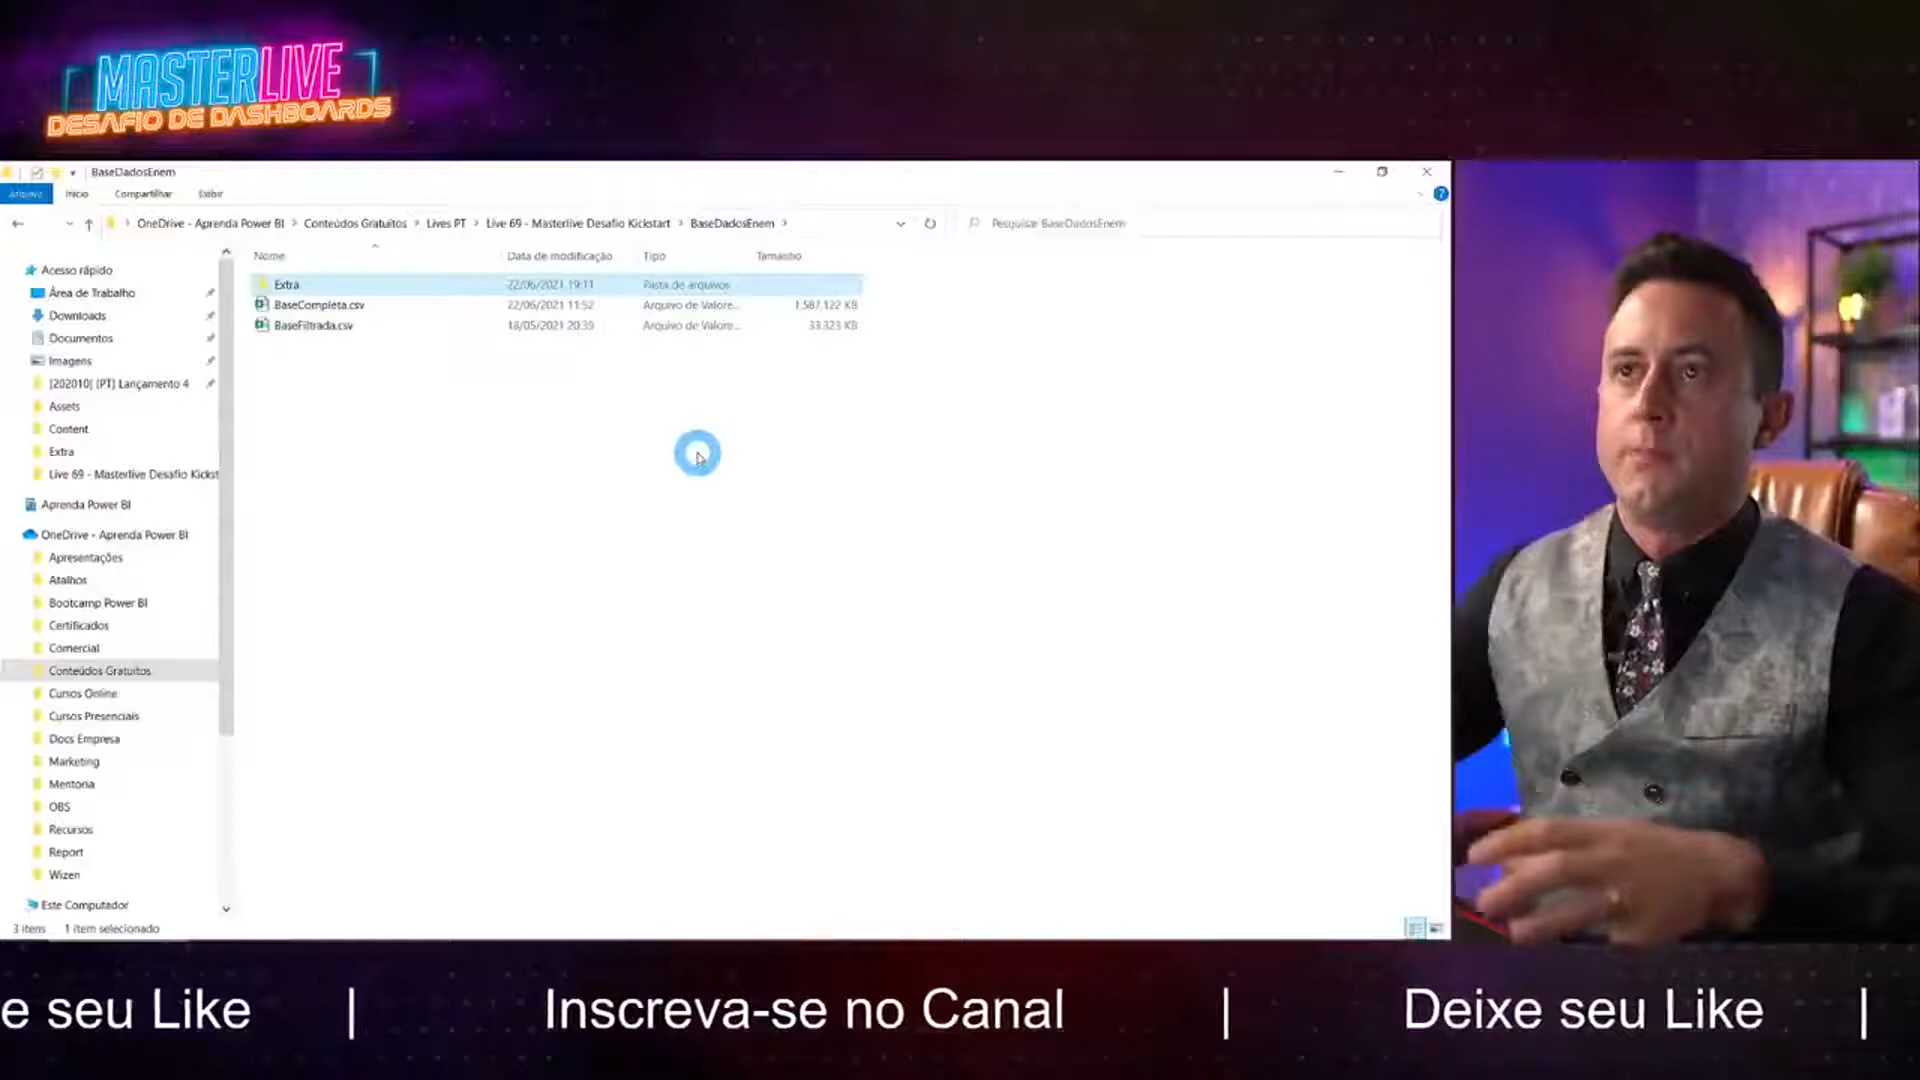 MASTERLIVE
DESAFIO DE DASHBOARDS
BaseDadosEnem
Arquivo Início Compartilhar Exibir
OneDrive - Aprenda Power BI > Conteúdos Gratuitos > Lives PT > Live 69 - Masterlive Desafio Kickstart > BaseDadosEnem >
Pesquisar BaseDadosEnem
Nome Data de modificação Tipo Tamanho
Extra 22/06/2021 19:11 Pasta de arquivos
BaseCompleta.csv 22/06/2021 11:52 Arquivo de Valore... 1.587.122 KB
BaseFiltrada.csv 18/05/2021 20:39 Arquivo de Valore... 33.323 KB
Acesso rápido
Área de Trabalho
Downloads
Documentos
Imagens
[202010] [PT] Lançamento 4
Assets
Content
Extra
Live 69 - Masterlive Desafio Kickst
Aprenda Power BI
OneDrive - Aprenda Power BI
Apresentações
Atalhos
Bootcamp Power BI
Certificados
Comercial
Conteúdos Gratuitos
Cursos Online
Cursos Presenciais
Docs Empresa
Marketing
Mentoria
OBS
Recursos
Report
Wizen
Este Computador
3 itens 1 item selecionado
e seu Like | Inscreva-se no Canal | Deixe seu Like |